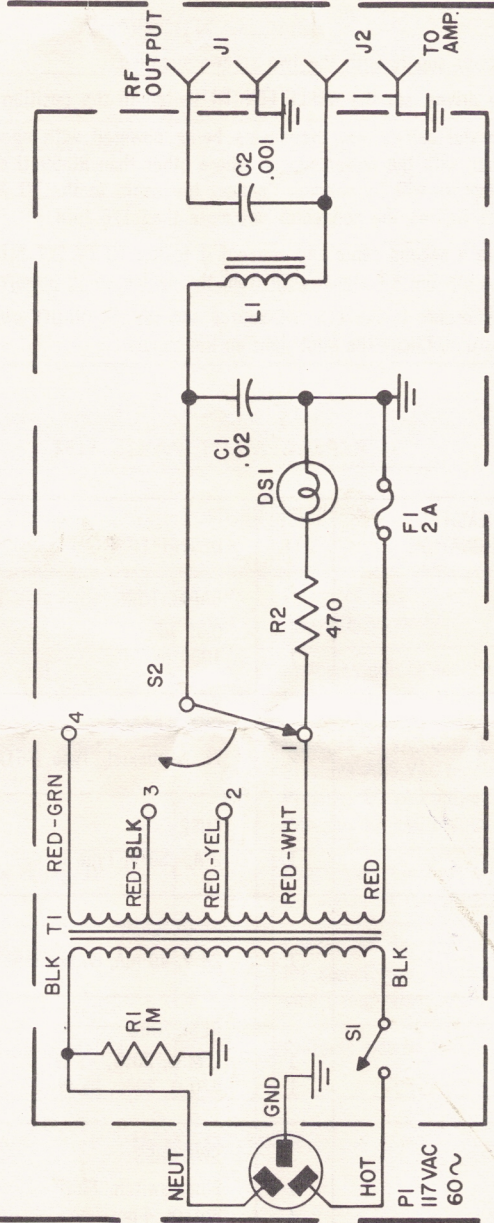 RF
OUTPUT
J1
J2
TO
AMP.
C2
.001
L1
C1
.02
DS1
F1
2A
R2
470
S2
4
3
2
1
RED-GRN
RED-BLK
RED-YEL
RED-WHT
RED
T1
BLK
BLK
R1
1M
S1
GND
NEUT
HOT
P1
117VAC
60~